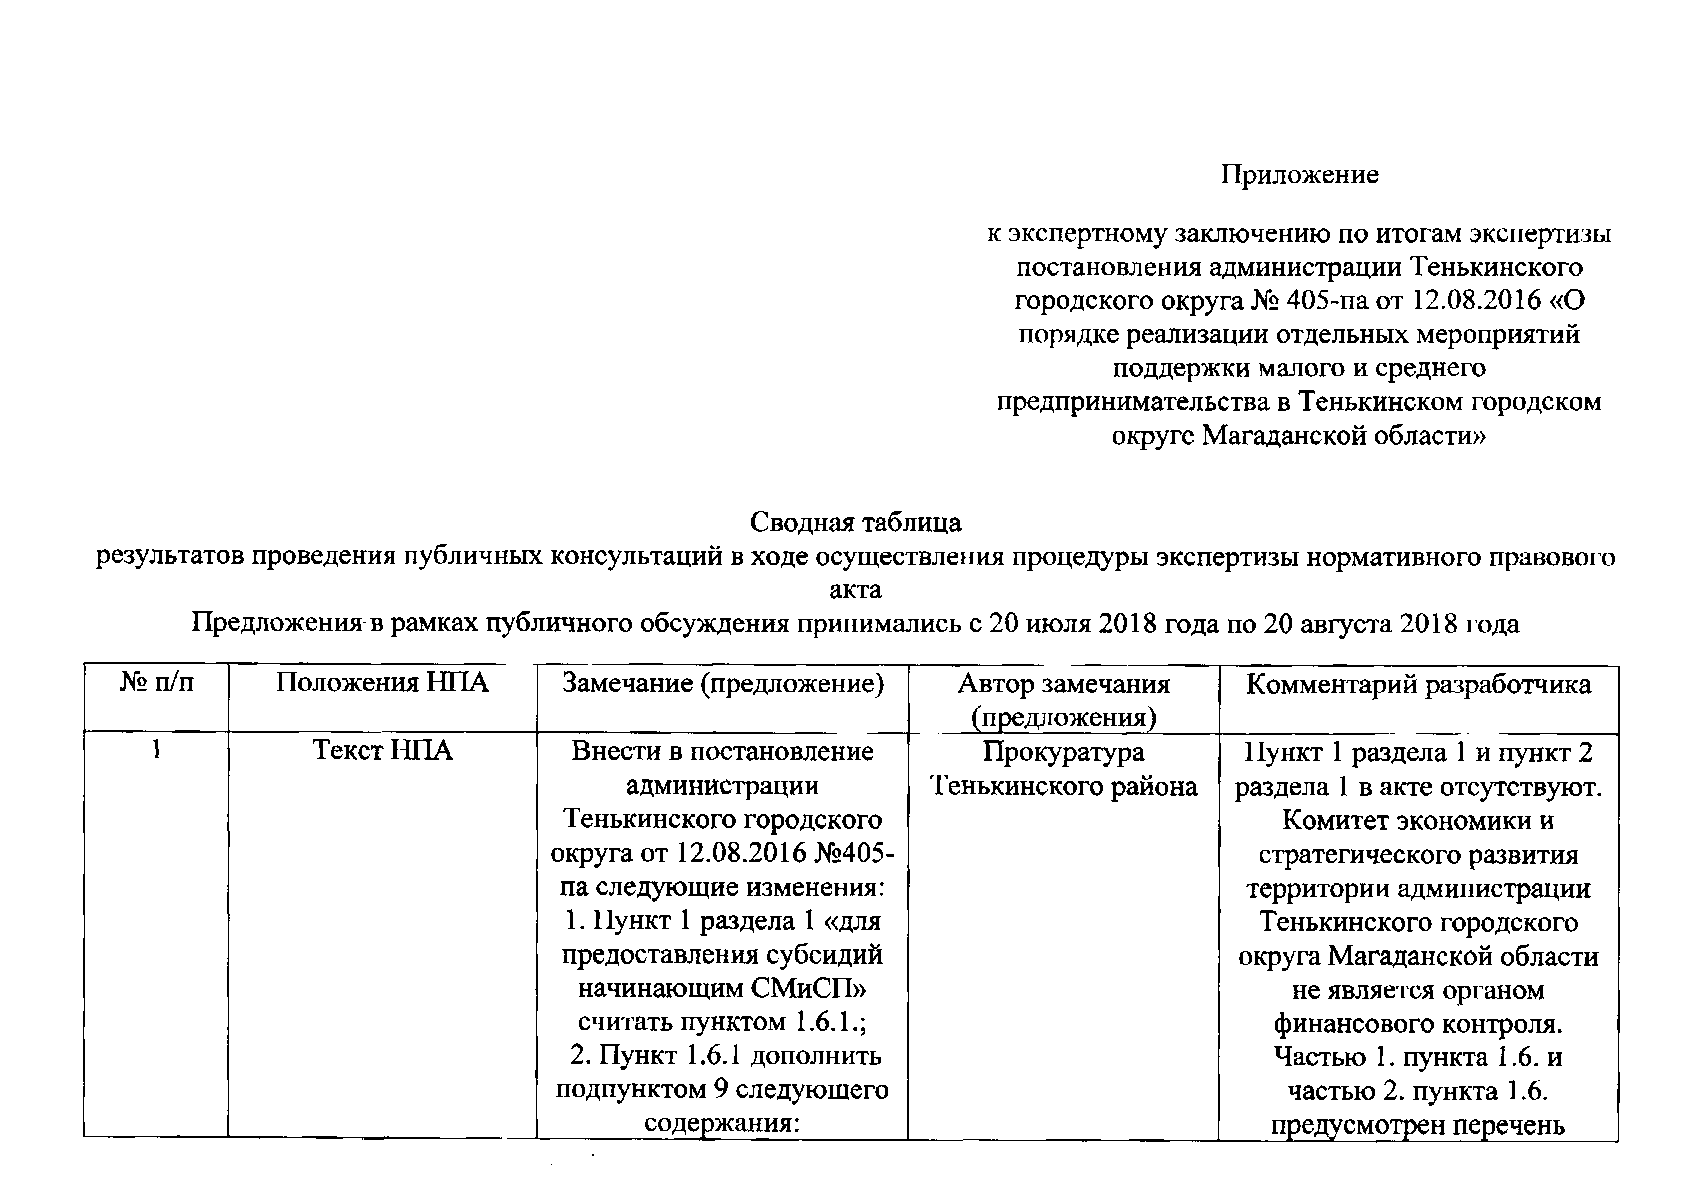 Приложение
к экспертному заключению по итогам экспертизы
постановления администрации Тенькинского
городского округа № 405-па от 12.08.2016 «О
порядке реализации отдельных мероприятий
поддержки малого и среднего
предпринимательства в Тенькинском городском
округе Магаданской области»
Сводная таблица
результатов проведения публичных консультаций в ходе осуществления процедуры экспертизы нормативного правового
акта
Предложения в рамках публичного обсуждения принимались с 20 июля 2018 года по 20 августа 2018 года
№ п/п
Положения НПА
Замечание (предложение)
Автор замечания
(предложения)
Комментарий разработчика
1
Текст НПА
Внести в постановление
администрации
Тенькинского городского
округа от 12.08.2016 №405-
па следующие изменения:
1. Пункт 1 раздела 1 «для
предоставления субсидий
начинающим СМиСП»
считать пунктом 1.6.1.;
2. Пункт 1.6.1 дополнить
подпунктом 9 следующего
содержания:
Прокуратура
Тенькинского района
Пункт 1 раздела 1 и пункт 2
раздела 1 в акте отсутствуют.
Комитет экономики и
стратегического развития
территории администрации
Тенькинского городского
округа Магаданской области
не является органом
финансового контроля.
Частью 1. пункта 1.6. и
частью 2. пункта 1.6.
предусмотрен перечень